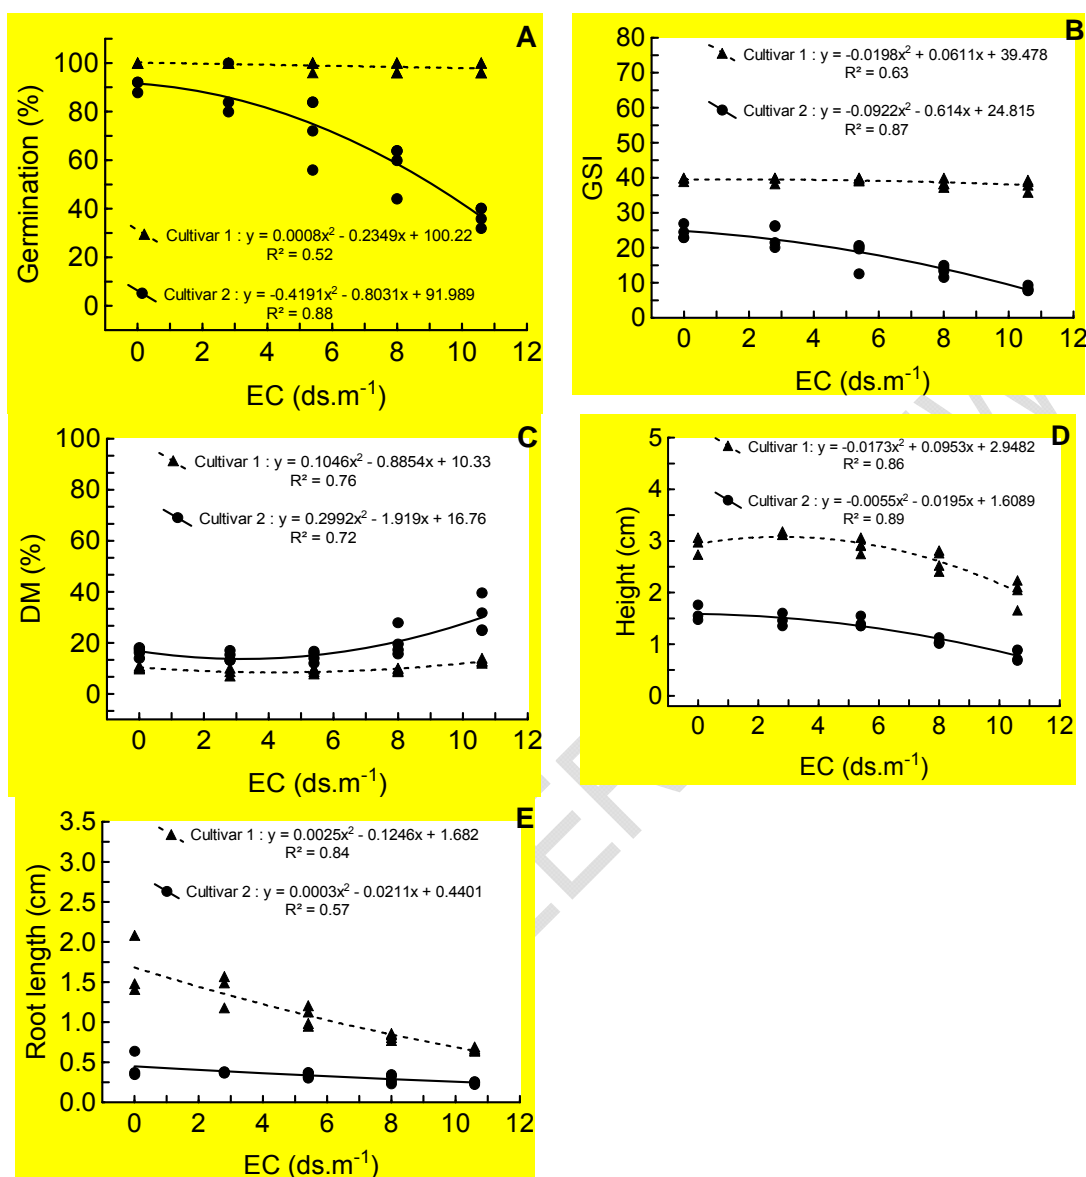 A
Germination (%)
100
80
60
40
20
0
Cultivar 1 : y = 0.0008x² - 0.2349x + 100.22
R² = 0.52
Cultivar 2 : y = -0.4191x² - 0.8031x + 91.989
R² = 0.88
0 2 4 6 8 10 12
EC (ds.m⁻¹)
B
GSI
80
70
60
50
40
30
20
10
0
Cultivar 1 : y = -0.0198x² + 0.0611x + 39.478
R² = 0.63
Cultivar 2 : y = -0.0922x² - 0.614x + 24.815
R² = 0.87
0 2 4 6 8 10 12
EC (ds.m⁻¹)
C
DM (%)
100
80
60
40
20
0
Cultivar 1 : y = 0.1046x² - 0.8854x + 10.33
R² = 0.76
Cultivar 2 : y = 0.2992x² - 1.919x + 16.76
R² = 0.72
0 2 4 6 8 10 12
EC (ds.m⁻¹)
D
Height (cm)
5
4
3
2
1
0
Cultivar 1: y = -0.0173x² + 0.0953x + 2.9482
R² = 0.86
Cultivar 2 : y = -0.0055x² - 0.0195x + 1.6089
R² = 0.89
0 2 4 6 8 10 12
EC (ds.m⁻¹)
E
Root length (cm)
3.5
3.0
2.5
2.0
1.5
1.0
0.5
0.0
Cultivar 1 : y = 0.0025x² - 0.1246x + 1.682
R² = 0.84
Cultivar 2 : y = 0.0003x² - 0.0211x + 0.4401
R² = 0.57
0 2 4 6 8 10 12
EC (ds.m⁻¹)